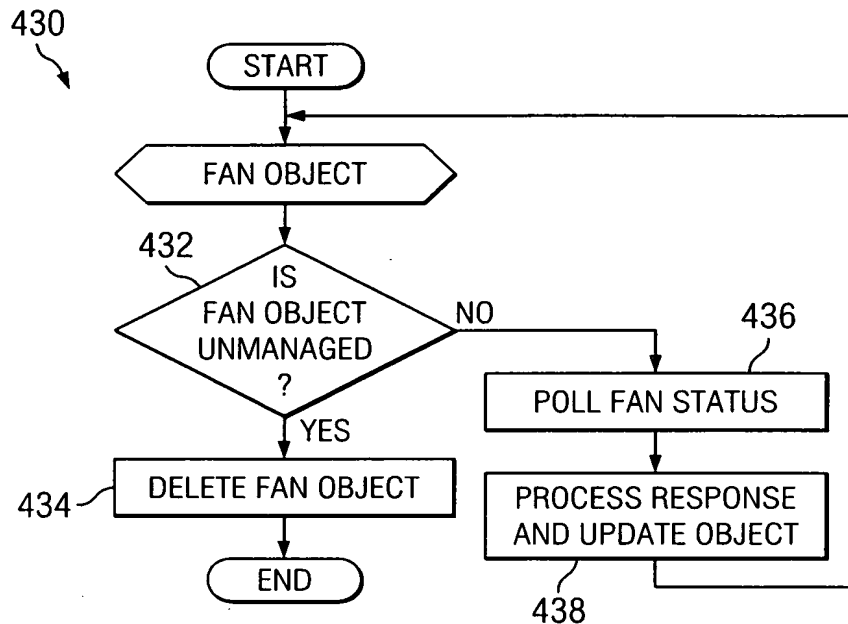 430
START
FAN OBJECT
432
IS
FAN OBJECT
UNMANAGED
?
NO
YES
436
POLL FAN STATUS
434
DELETE FAN OBJECT
PROCESS RESPONSE
AND UPDATE OBJECT
438
END